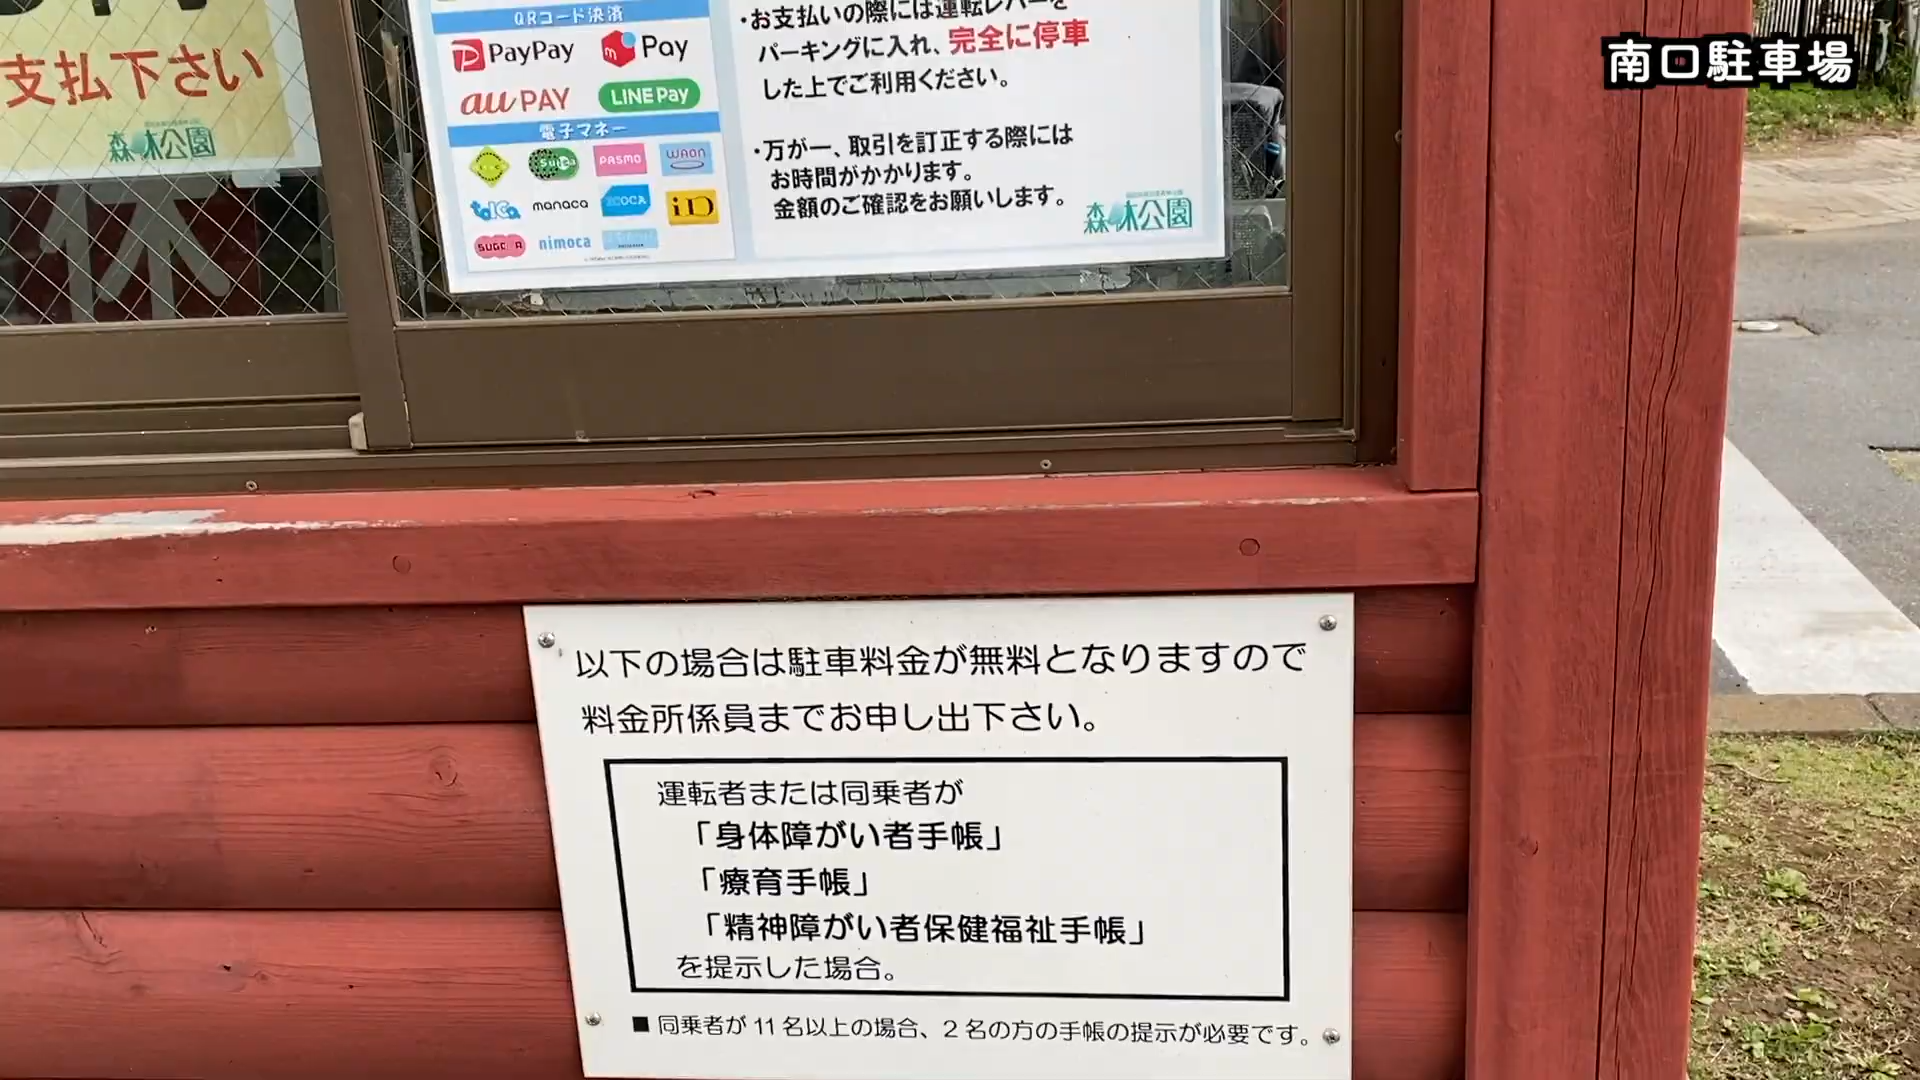 南口駐車場
支払下さい
森林公園
休
QRコード決済
PayPay
Pay
au PAY
LINE Pay
電子マネー
Suica
PASMO
WAON
toica
manaca
ICOCA
iD
SUGOCA
nimoca
・お支払いの際には運転レバーを
パーキングに入れ、完全に停車
した上でご利用ください。
・万が一、取引を訂正する際には
お時間がかかります。
金額のご確認をお願いします。
森林公園
以下の場合は駐車料金が無料となりますので
料金所係員までお申し出下さい。
運転者または同乗者が
「身体障がい者手帳」
「療育手帳」
「精神障がい者保健福祉手帳」
を提示した場合。
■ 同乗者が 11 名以上の場合、2 名の方の手帳の提示が必要です。